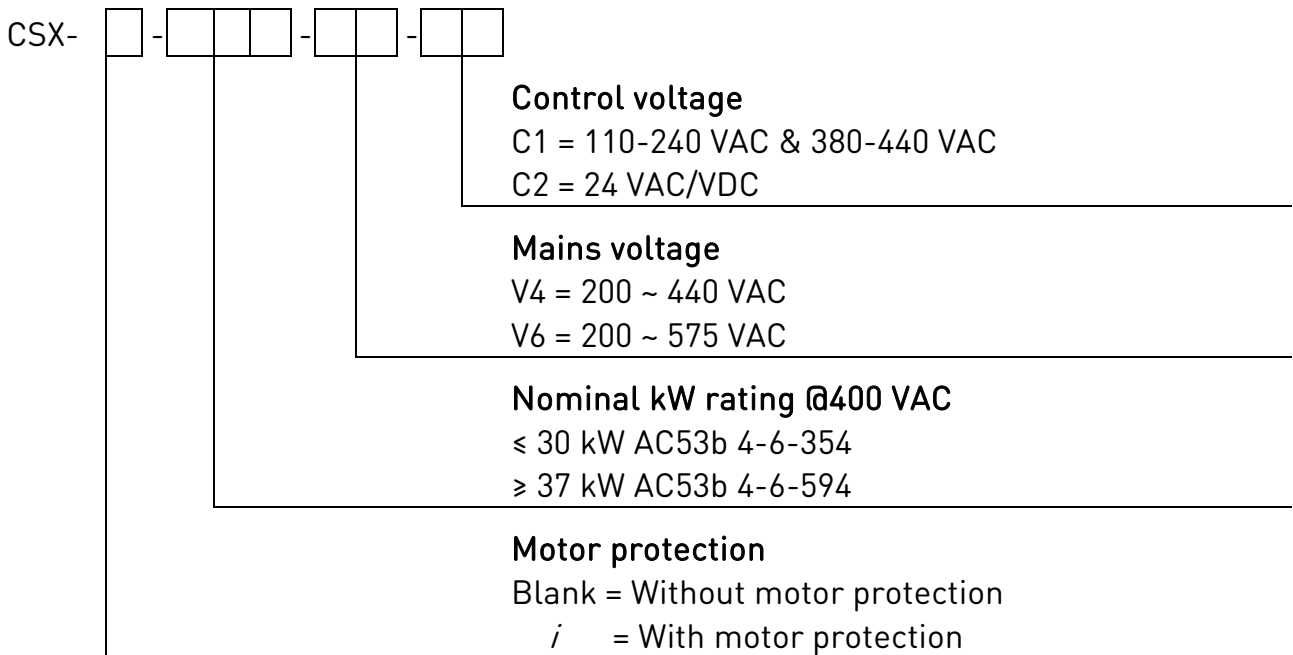 CSX- - - -
Control voltage
C1 = 110-240 VAC & 380-440 VAC
C2 = 24 VAC/VDC
Mains voltage
V4 = 200 ~ 440 VAC
V6 = 200 ~ 575 VAC
Nominal kW rating @400 VAC
≤ 30 kW AC53b 4-6-354
≥ 37 kW AC53b 4-6-594
Motor protection
Blank = Without motor protection
i = With motor protection